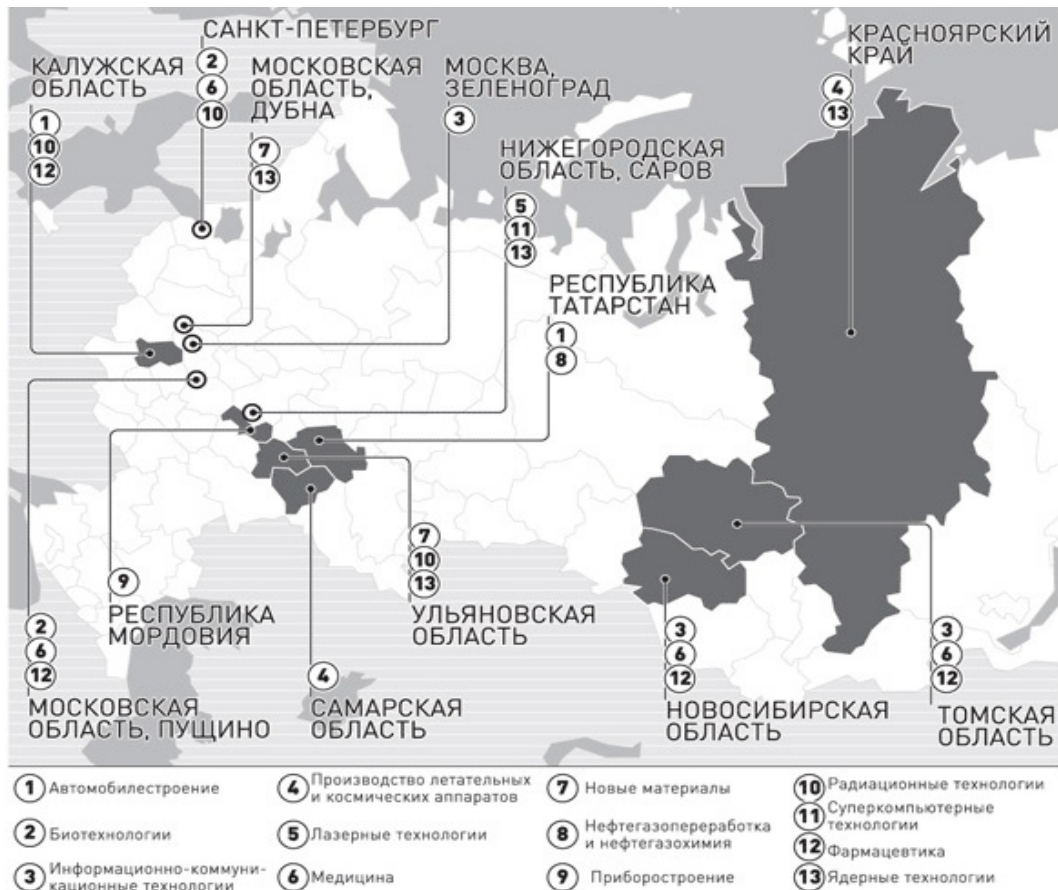 САНКТ-ПЕТЕРБУРГ
2
6
10
КАЛУЖСКАЯ
ОБЛАСТЬ
1
10
12
МОСКОВСКАЯ
ОБЛАСТЬ,
ДУБНА
7
13
МОСКВА,
ЗЕЛЕНОГРАД
3
НИЖЕГОРОДСКАЯ
ОБЛАСТЬ, САРОВ
5
11
13
КРАСНОЯРСКИЙ
КРАЙ
4
13
РЕСПУБЛИКА
ТАТАРСТАН
1
8
9
РЕСПУБЛИКА
МОРДОВИЯ
7
10
13
УЛЬЯНОВСКАЯ
ОБЛАСТЬ
2
6
12
МОСКОВСКАЯ
ОБЛАСТЬ, ПУЩИНО
4
САМАРСКАЯ
ОБЛАСТЬ
3
6
12
НОВОСИБИРСКАЯ
ОБЛАСТЬ
3
6
12
ТОМСКАЯ
ОБЛАСТЬ
1 Автомобилестроение
2 Биотехнологии
3 Информационно-коммуни-
кационные технологии
4 Производство летательных
и космических аппаратов
5 Лазерные технологии
6 Медицина
7 Новые материалы
8 Нефтегазопереработка
и нефтегазохимия
9 Приборостроение
10 Радиационные технологии
11 Суперкомпьютерные
технологии
12 Фармацевтика
13 Ядерные технологии